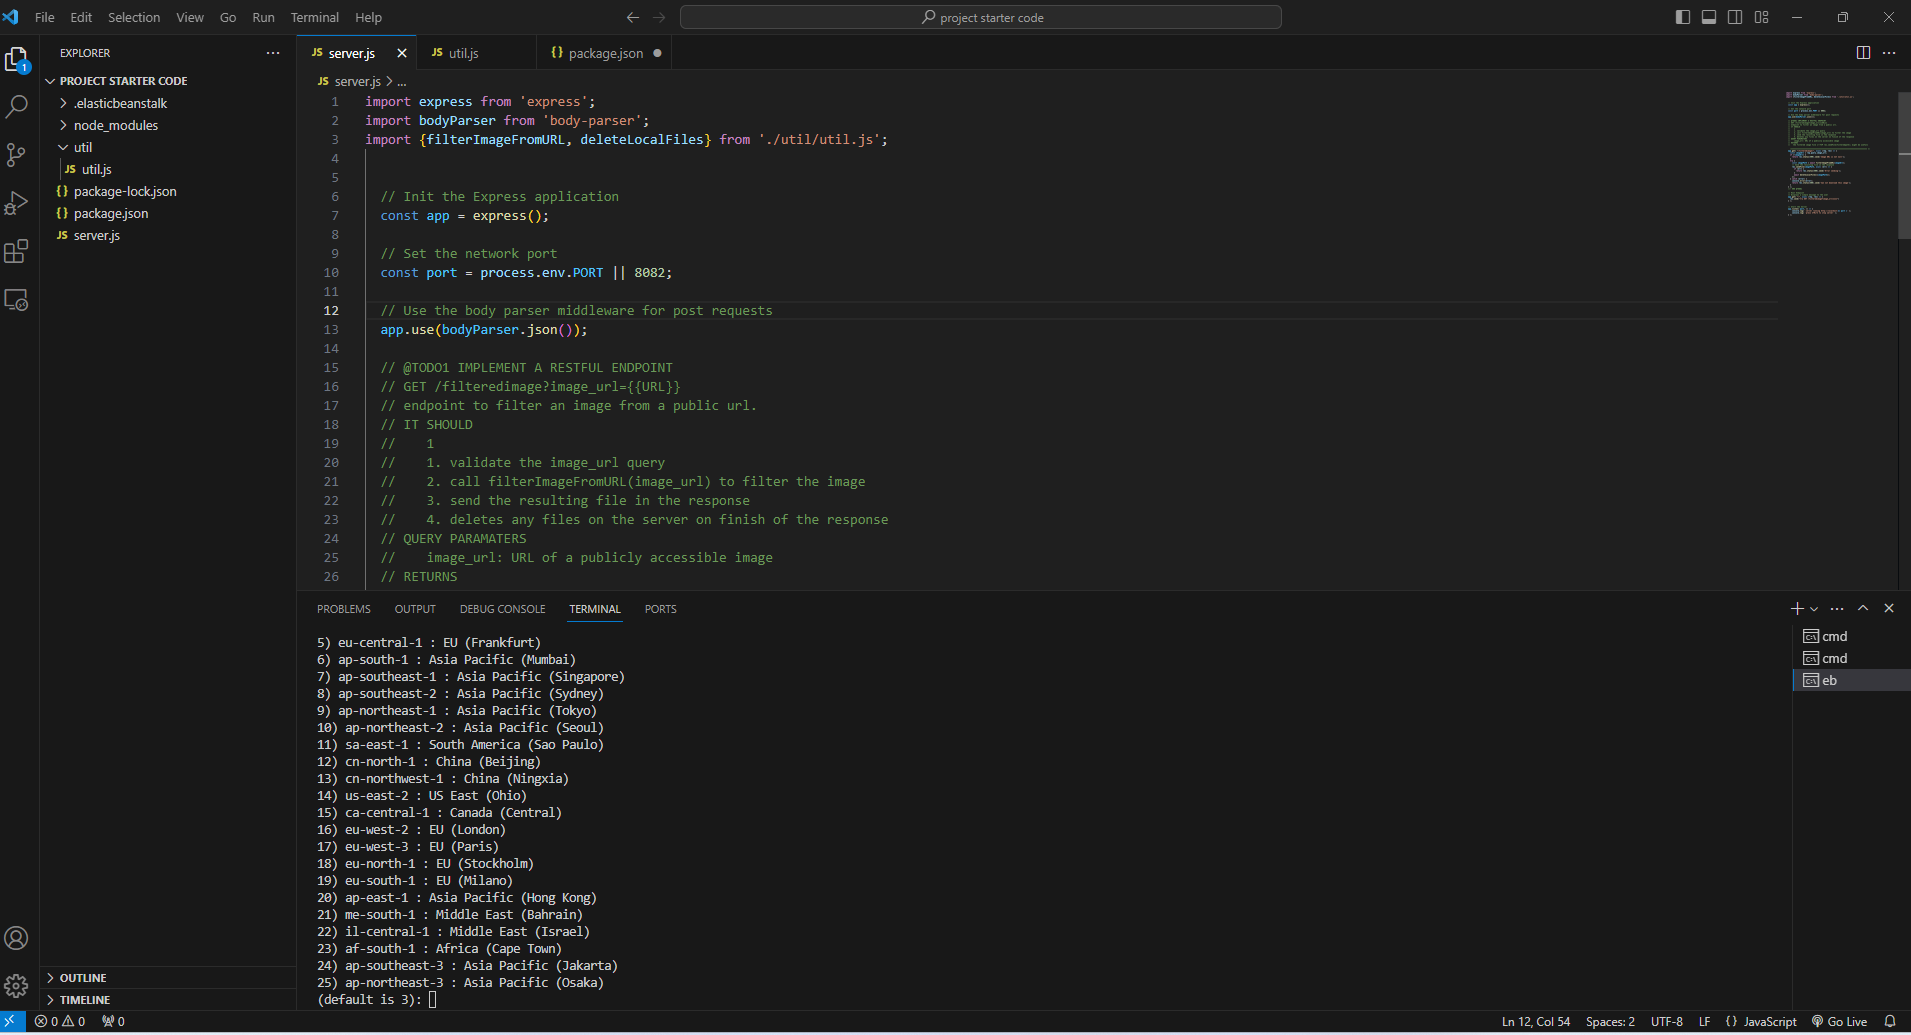 File Edit Selection View Go Run Terminal Help
project starter code
EXPLORER
PROJECT STARTER CODE
.elasticbeanstalk
node_modules
util
JS util.js
{} package-lock.json
{} package.json
JS server.js
OUTLINE
TIMELINE
JS server.js
JS util.js
{} package.json
JS server.js > ...
1 import express from 'express';
2 import bodyParser from 'body-parser';
3 import {filterImageFromURL, deleteLocalFiles} from './util/util.js';
4
5
6 // Init the Express application
7 const app = express();
8
9 // Set the network port
10 const port = process.env.PORT || 8082;
11
12 // Use the body parser middleware for post requests
13 app.use(bodyParser.json());
14
15 // @TODO1 IMPLEMENT A RESTFUL ENDPOINT
16 // GET /filteredimage?image_url={{URL}}
17 // endpoint to filter an image from a public url.
18 // IT SHOULD
19 // 1
20 // 1. validate the image_url query
21 // 2. call filterImageFromURL(image_url) to filter the image
22 // 3. send the resulting file in the response
23 // 4. deletes any files on the server on finish of the response
24 // QUERY PARAMATERS
25 // image_url: URL of a publicly accessible image
26 // RETURNS
PROBLEMS OUTPUT DEBUG CONSOLE TERMINAL PORTS
5) eu-central-1 : EU (Frankfurt)
6) ap-south-1 : Asia Pacific (Mumbai)
7) ap-southeast-1 : Asia Pacific (Singapore)
8) ap-southeast-2 : Asia Pacific (Sydney)
9) ap-northeast-1 : Asia Pacific (Tokyo)
10) ap-northeast-2 : Asia Pacific (Seoul)
11) sa-east-1 : South America (Sao Paulo)
12) cn-north-1 : China (Beijing)
13) cn-northwest-1 : China (Ningxia)
14) us-east-2 : US East (Ohio)
15) ca-central-1 : Canada (Central)
16) eu-west-2 : EU (London)
17) eu-west-3 : EU (Paris)
18) eu-north-1 : EU (Stockholm)
19) eu-south-1 : EU (Milano)
20) ap-east-1 : Asia Pacific (Hong Kong)
21) me-south-1 : Middle East (Bahrain)
22) il-central-1 : Middle East (Israel)
23) af-south-1 : Africa (Cape Town)
24) ap-southeast-3 : Asia Pacific (Jakarta)
25) ap-northeast-3 : Asia Pacific (Osaka)
(default is 3):
cmd
cmd
eb
1
0 0 0
Ln 12, Col 54 Spaces: 2 UTF-8 LF {} JavaScript Go Live